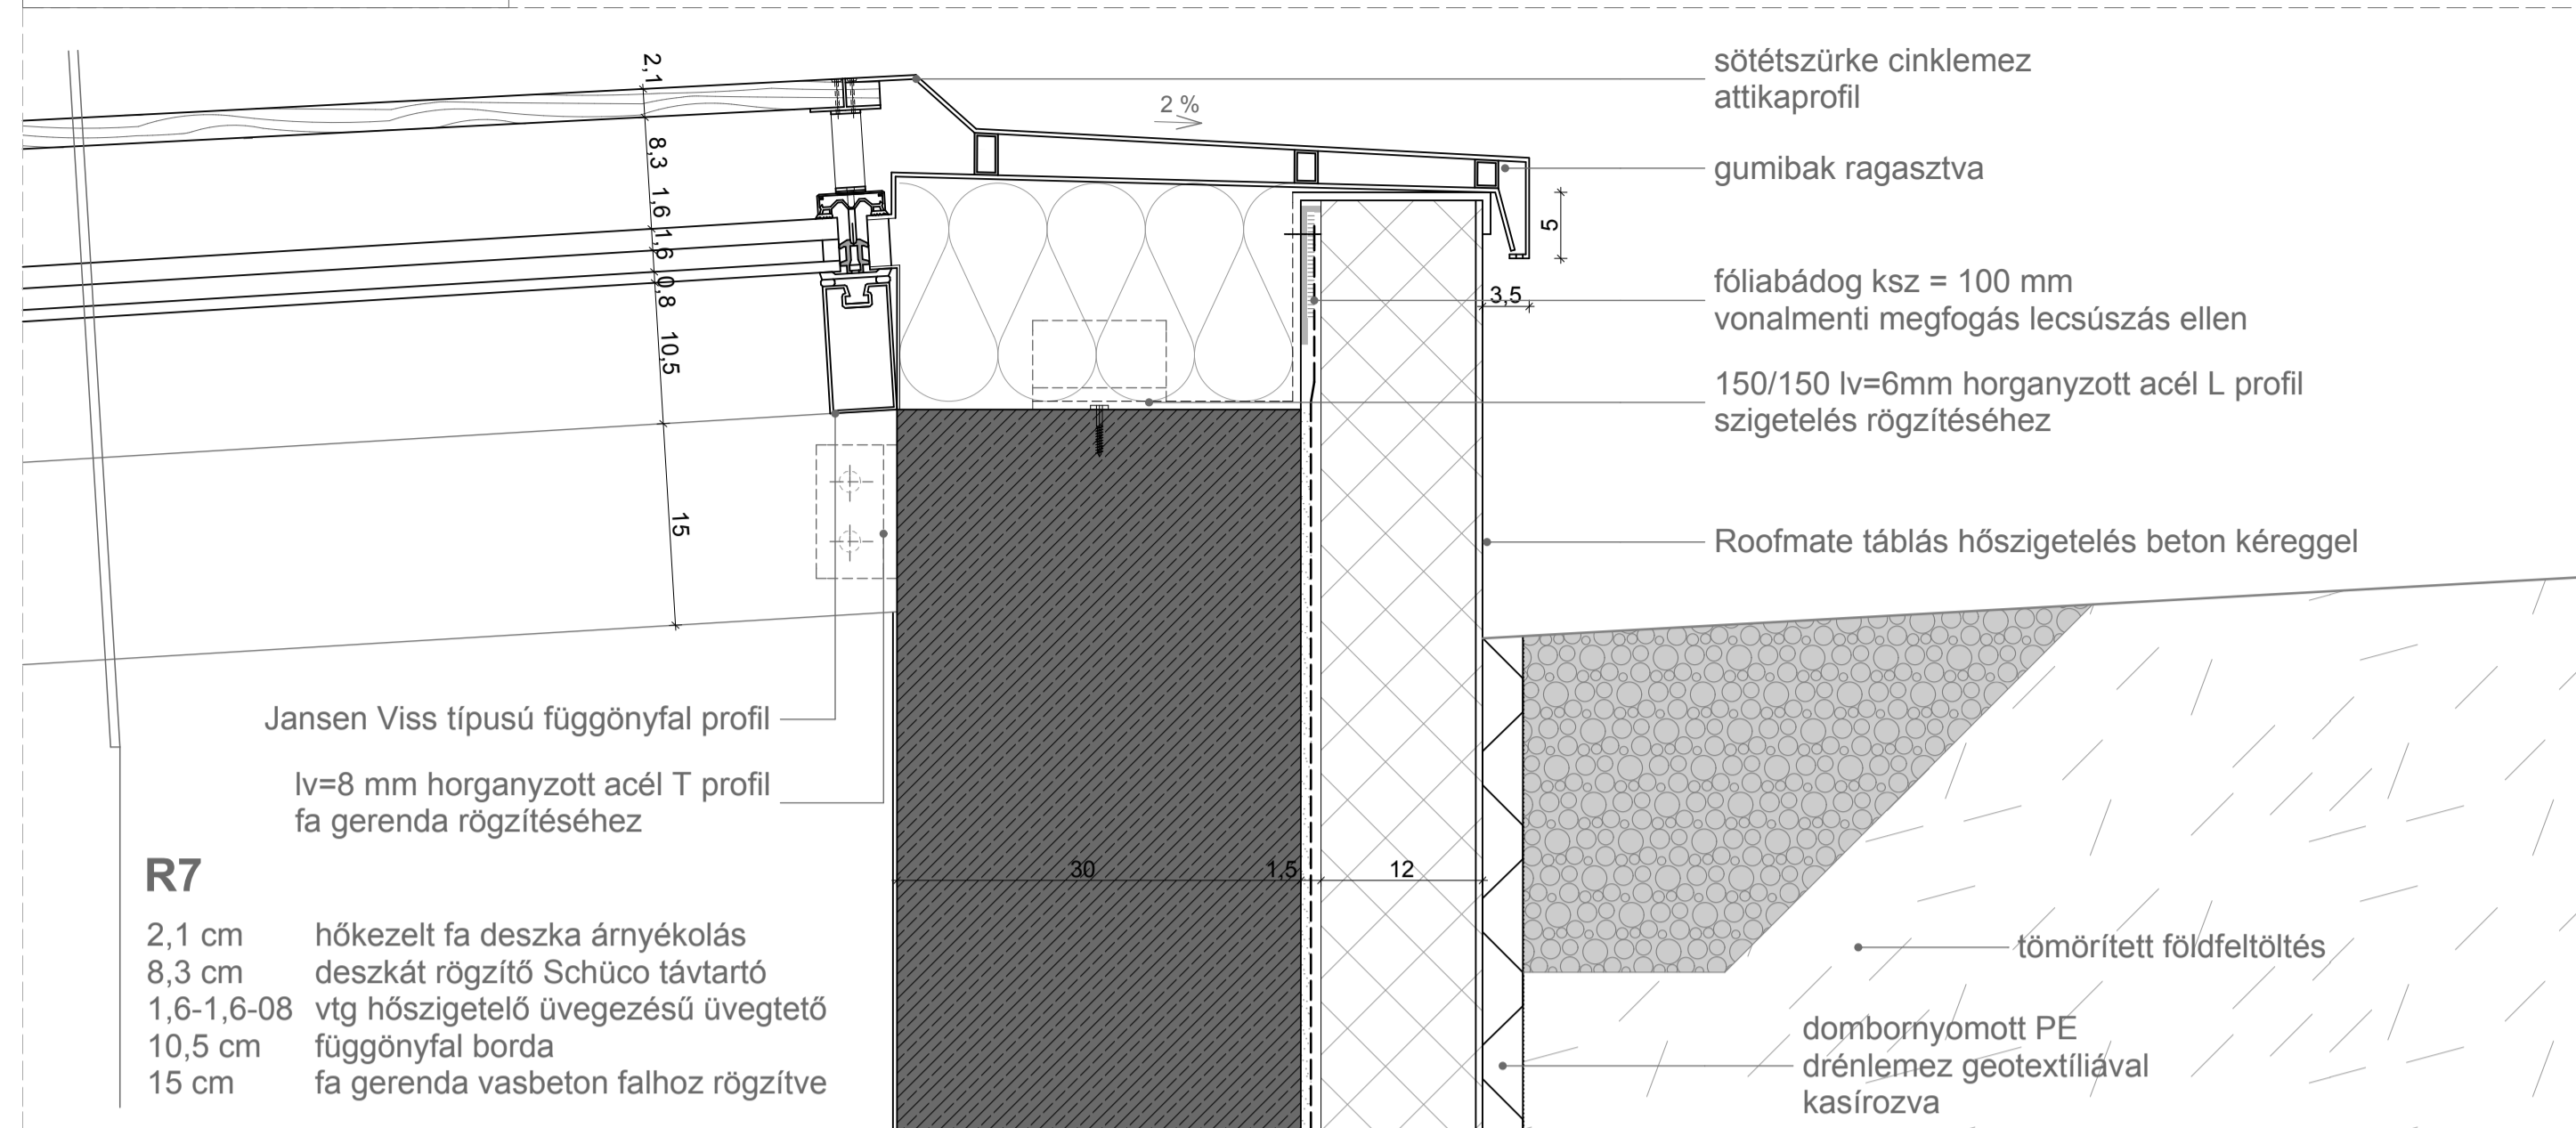 sötétszürke cinklemez
attikaprofil
2 %
gumibak ragasztva
2,1
8,3
1,6
1,6
0,8
10,5
15
5
3,5
fóliabádog ksz = 100 mm
vonalmenti megfogás lecsúszás ellen
150/150 lv=6mm horganyzott acél L profil
szigetelés rögzítéséhez
Roofmate táblás hőszigetelés beton kéreggel
Jansen Viss típusú függönyfal profil
lv=8 mm horganyzott acél T profil
fa gerenda rögzítéséhez
30
1,5
12
R7
2,1 cm hőkezelt fa deszka árnyékolás
8,3 cm deszkát rögzítő Schüco távtartó
1,6-1,6-08 vtg hőszigetelő üvegezésű üvegtető
10,5 cm függönyfal borda
15 cm fa gerenda vasbeton falhoz rögzítve
tömörített földfeltöltés
dombornyomott PE
drénlemez geotextíliával
kasírozva